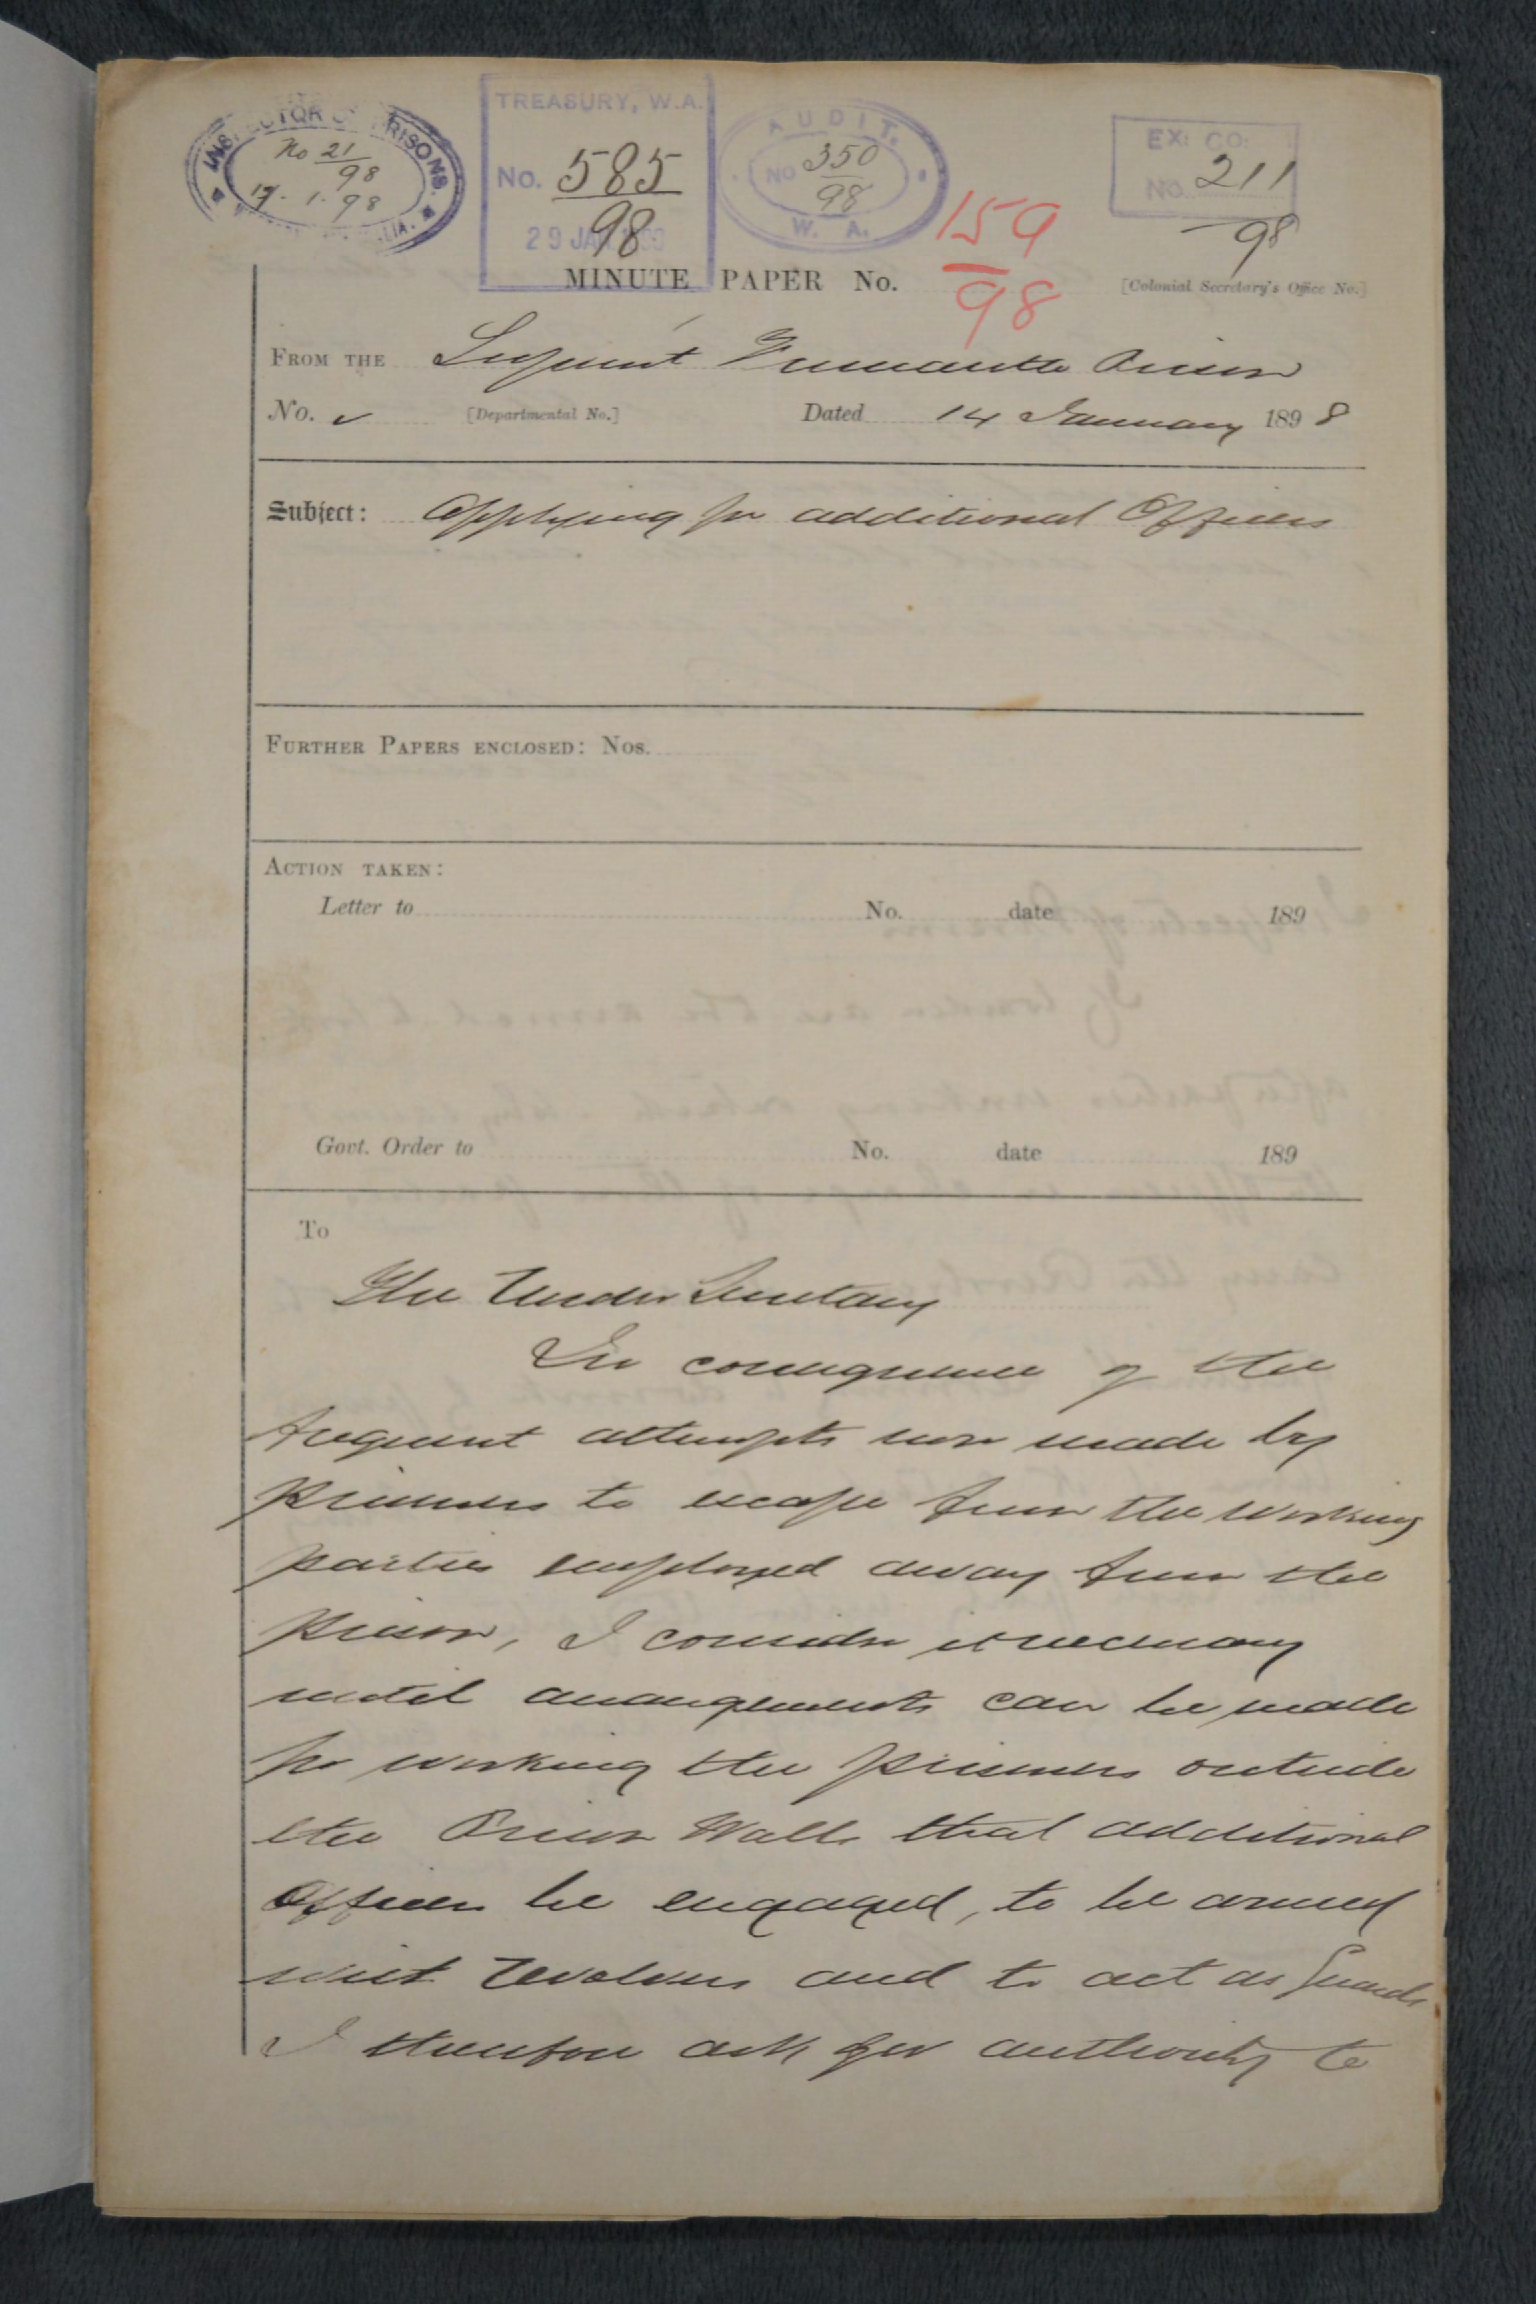 INSPECTOR OF PRISONS.
No 21/98
17. 1. 98
TREASURY, W.A.
No. 585/98
29 JAN
AUDIT,
No 350/98
W. A.
EX: CO:
No. 211/98
159/98
MINUTE PAPER No.
[Colonial Secretary's Office No.]
FROM THE Supequint Fremantle Prison
No. [Departmental No.] Dated 14 January 1898
Subject: Applying for additional Officers
FURTHER PAPERS ENCLOSED: Nos.
ACTION TAKEN:
Letter to No. date 189
Govt. Order to No. date 189
To
The Under Secretary
In consequence of the
frequent attempts now made by
Prisoners to escape from the working
parties employed away from the
Prison, I consider it necessary
until arrangements can be made
for working the prisoners outside
the Prison Walls that additional
Officers be engaged, to be armed
with Revolvers and to act as Guards
I therefore ask for authority to